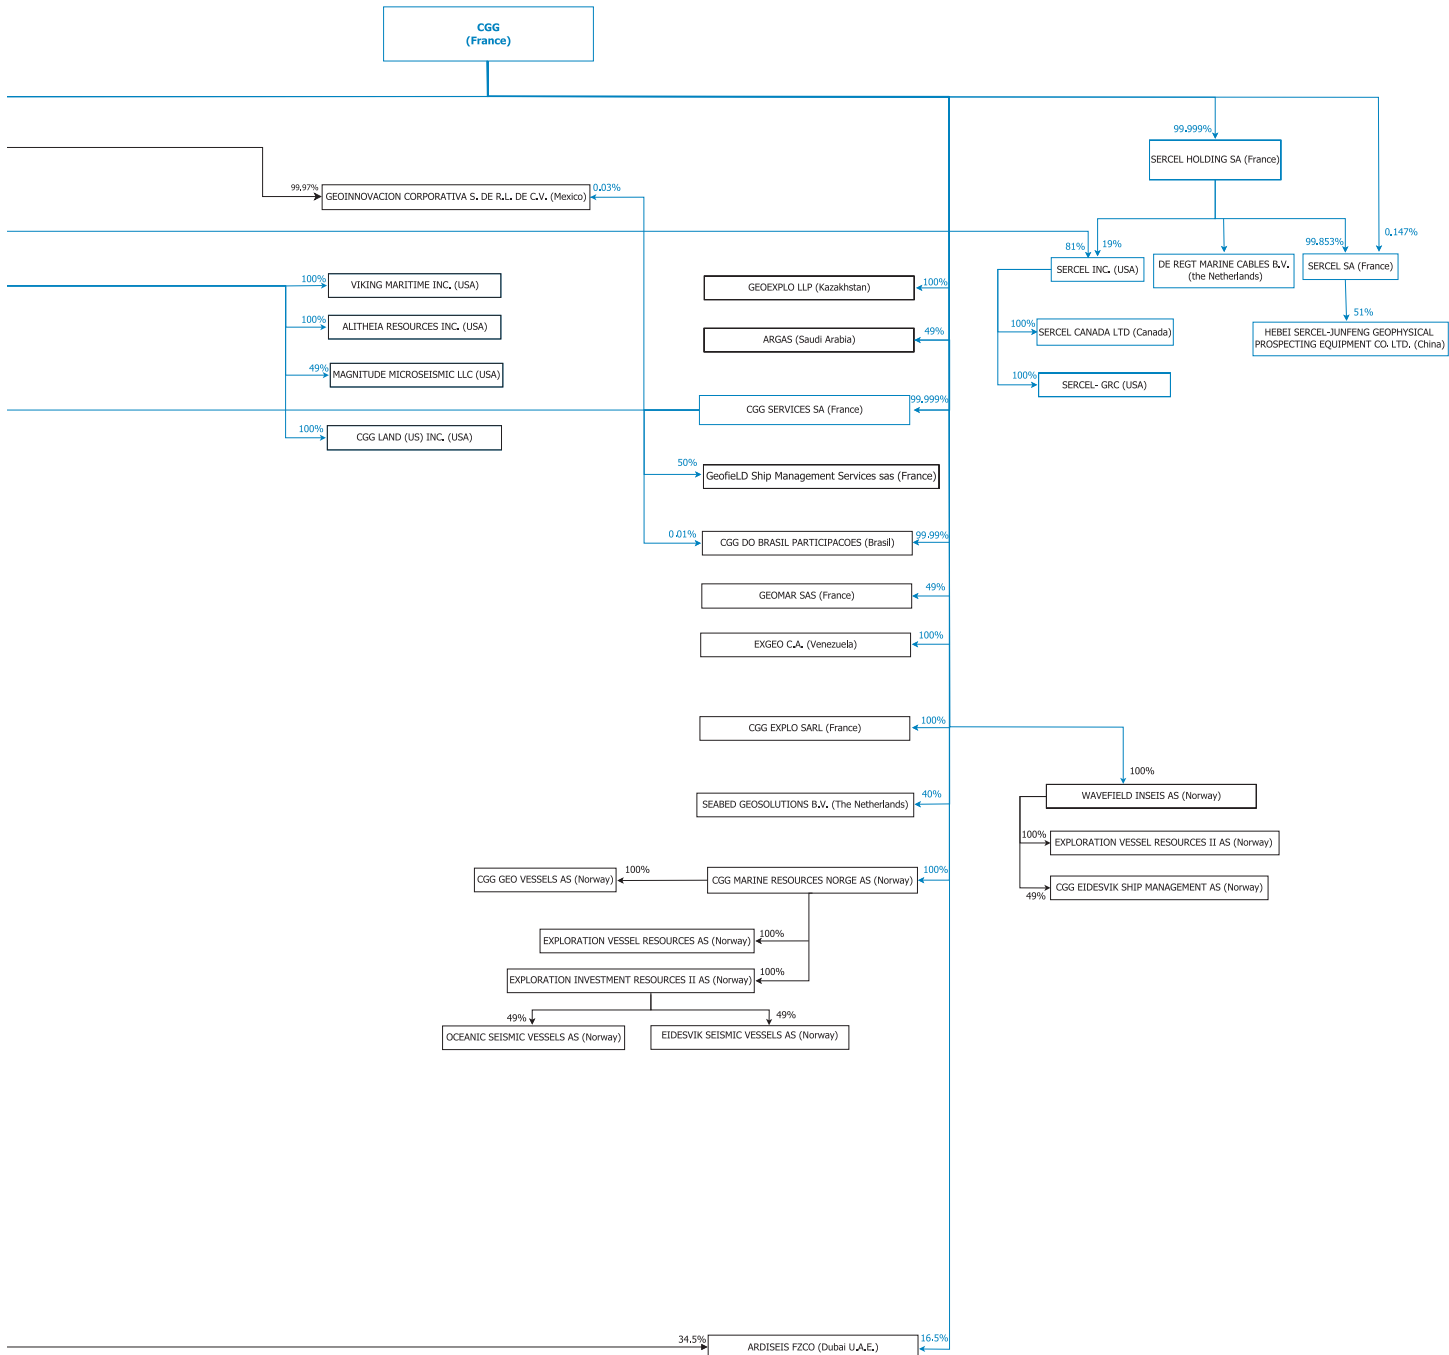 CGG
(France)
99.999%
SERCEL HOLDING SA (France)
99.97%
GEOINNOVACION CORPORATIVA S. DE R.L. DE C.V. (Mexico)
0.03%
81%
19%
99.853%
0.147%
SERCEL INC. (USA)
DE REGT MARINE CABLES B.V.
(the Netherlands)
SERCEL SA (France)
100%
VIKING MARITIME INC. (USA)
GEOEXPLO LLP (Kazakhstan)
100%
51%
100%
ALITHEIA RESOURCES INC. (USA)
ARGAS (Saudi Arabia)
49%
100%
SERCEL CANADA LTD (Canada)
HEBEI SERCEL-JUNFENG GEOPHYSICAL
PROSPECTING EQUIPMENT CO. LTD. (China)
49%
MAGNITUDE MICROSEISMIC LLC (USA)
100%
SERCEL- GRC (USA)
CGG SERVICES SA (France)
99.999%
100%
CGG LAND (US) INC. (USA)
50%
GeofieLD Ship Management Services sas (France)
0.01%
CGG DO BRASIL PARTICIPACOES (Brasil)
99.99%
GEOMAR SAS (France)
49%
EXGEO C.A. (Venezuela)
100%
CGG EXPLO SARL (France)
100%
100%
SEABED GEOSOLUTIONS B.V. (The Netherlands)
40%
WAVEFIELD INSEIS AS (Norway)
100%
EXPLORATION VESSEL RESOURCES II AS (Norway)
CGG GEO VESSELS AS (Norway)
100%
CGG MARINE RESOURCES NORGE AS (Norway)
100%
49%
CGG EIDESVIK SHIP MANAGEMENT AS (Norway)
EXPLORATION VESSEL RESOURCES AS (Norway)
100%
EXPLORATION INVESTMENT RESOURCES II AS (Norway)
100%
49%
49%
OCEANIC SEISMIC VESSELS AS (Norway)
EIDESVIK SEISMIC VESSELS AS (Norway)
34.5%
ARDISEIS FZCO (Dubai U.A.E.)
16.5%